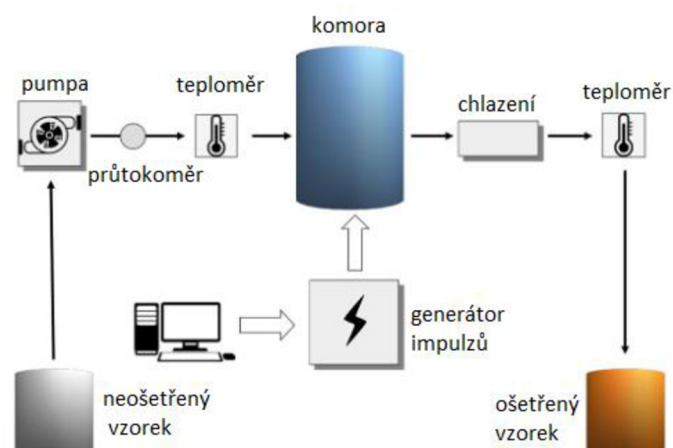 komora
pumpa
teploměr
chlazení
teploměr
průtokoměr
generátor
impulzů
neošetřený
vzorek
ošetřený
vzorek